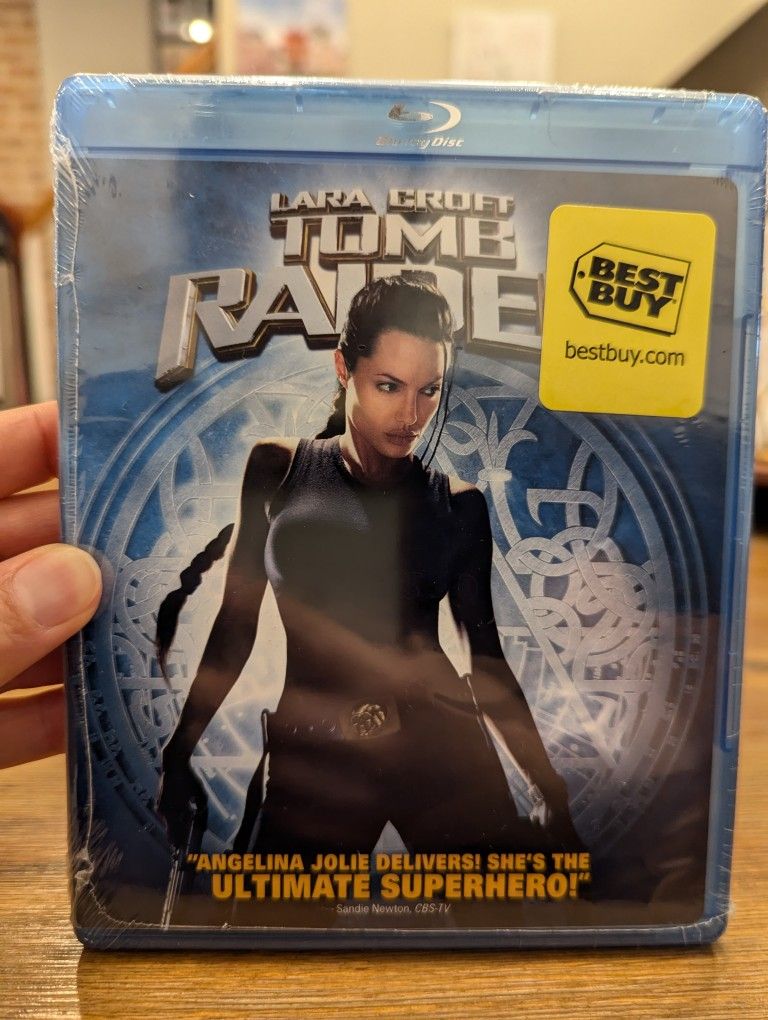 Blu-ray Disc
LARA CROFT
TOMB
RAIDE
BEST
BUY
bestbuy.com
"ANGELINA JOLIE DELIVERS! SHE'S THE
ULTIMATE SUPERHERO!"
- Sandie Newton, CBS-TV